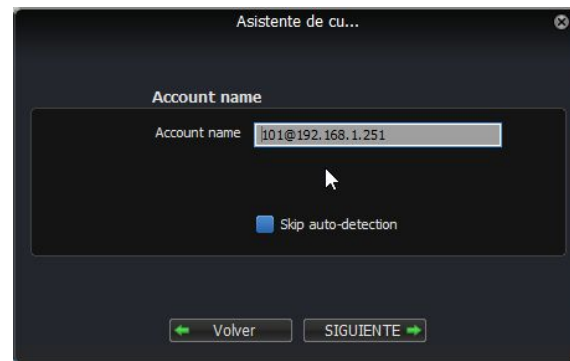 Asistente de cu...
Account name
Account name 101@192.168.1.251
Skip auto-detection
Volver SIGUIENTE